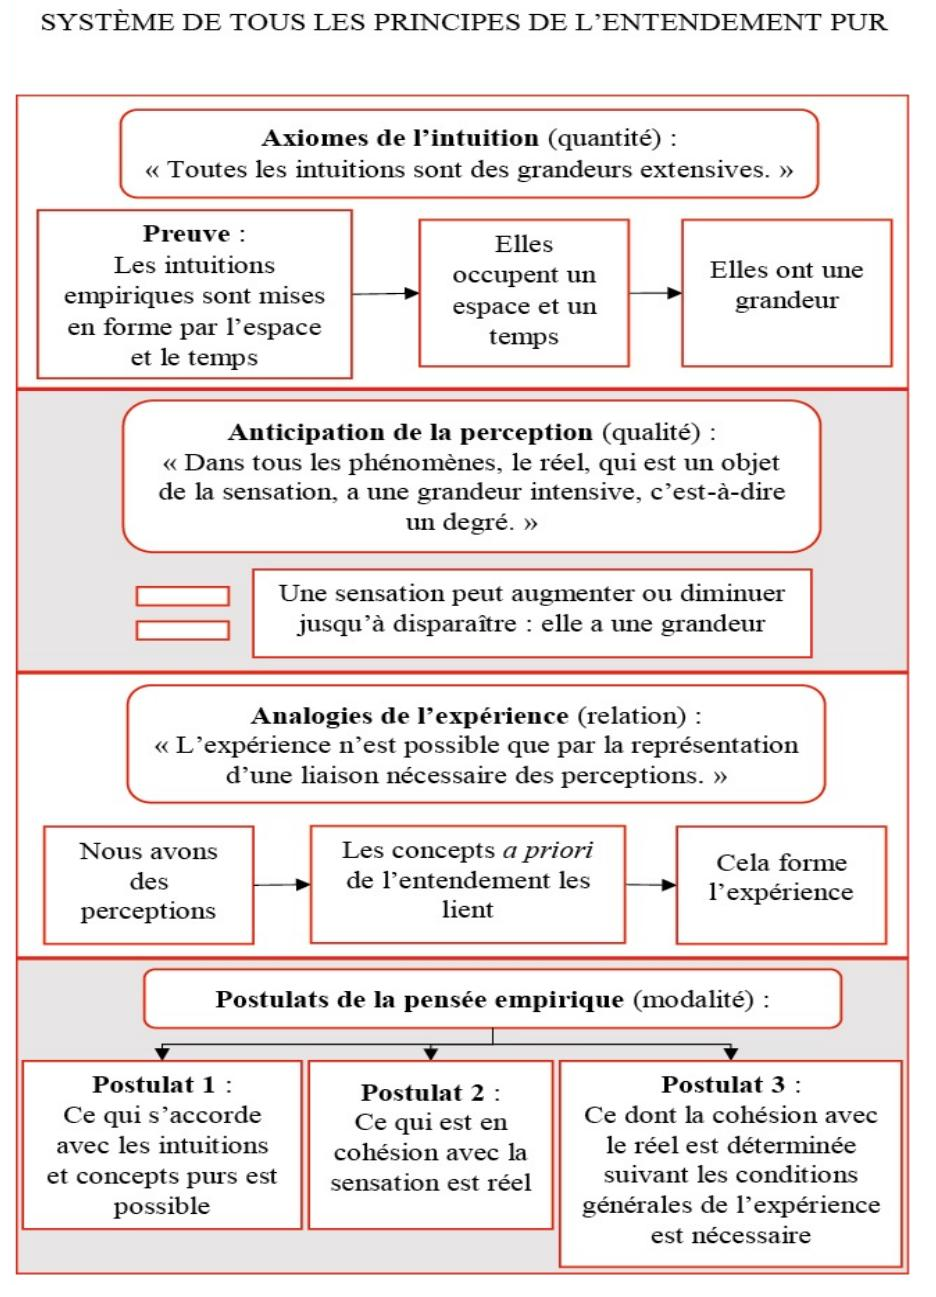 SYSTÈME DE TOUS LES PRINCIPES DE L’ENTENDEMENT PUR
Axiomes de l’intuition (quantité) :
« Toutes les intuitions sont des grandeurs extensives. »
Preuve :
Les intuitions
empiriques sont mises
en forme par l’espace
et le temps
Elles
occupent un
espace et un
temps
Elles ont une
grandeur
Anticipation de la perception (qualité) :
« Dans tous les phénomènes, le réel, qui est un objet
de la sensation, a une grandeur intensive, c’est-à-dire
un degré. »
Une sensation peut augmenter ou diminuer
jusqu’à disparaître : elle a une grandeur
Analogies de l’expérience (relation) :
« L’expérience n’est possible que par la représentation
d’une liaison nécessaire des perceptions. »
Nous avons
des
perceptions
Les concepts a priori
de l’entendement les
lient
Cela forme
l’expérience
Postulats de la pensée empirique (modalité) :
Postulat 1 :
Ce qui s’accorde
avec les intuitions
et concepts purs est
possible
Postulat 2 :
Ce qui est en
cohésion avec la
sensation est réel
Postulat 3 :
Ce dont la cohésion avec
le réel est déterminée
suivant les conditions
générales de l’expérience
est nécessaire